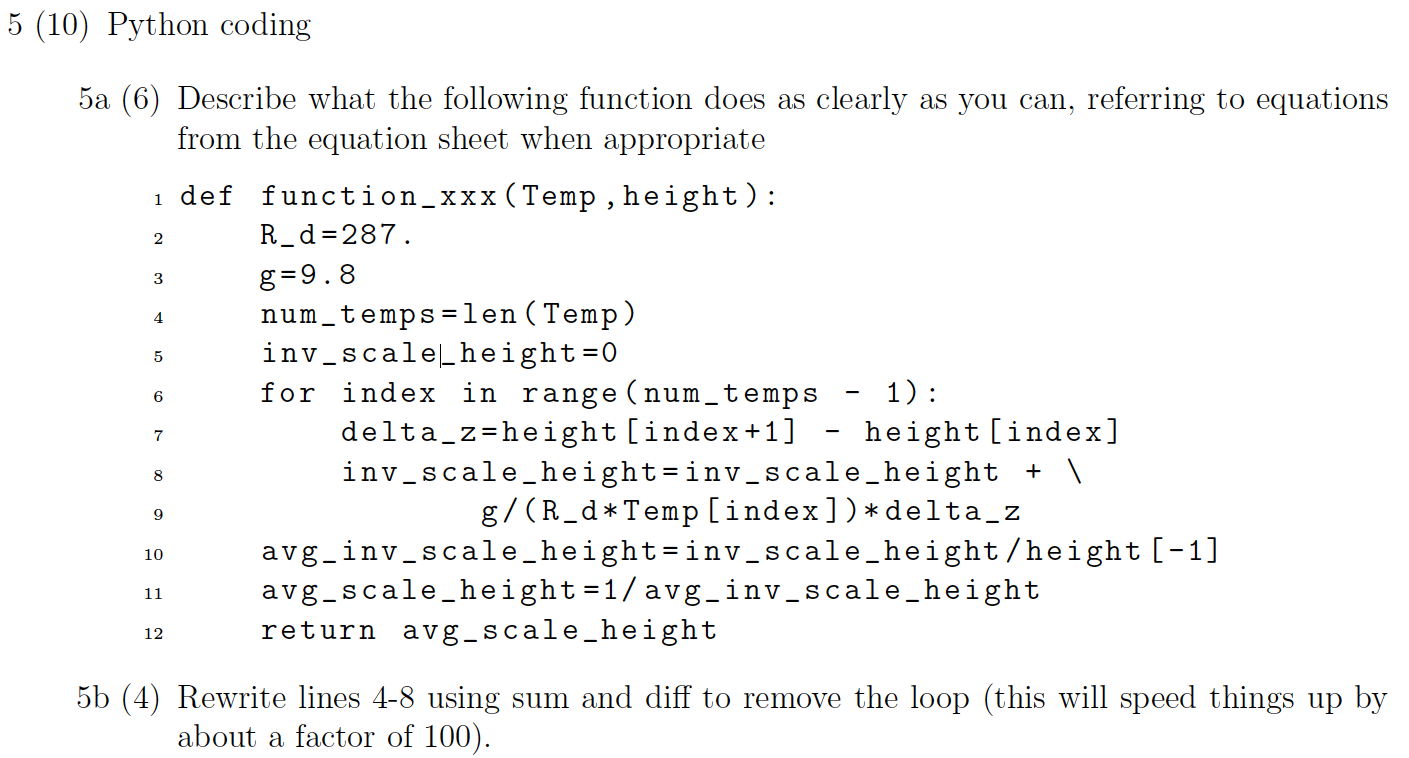 5 (10) Python coding
5a (6) Describe what the following function does as clearly as you can, referring to equations
from the equation sheet when appropriate
1 def function_xxx(Temp,height):
2 R_d=287.
3 g=9.8
4 num_temps=len(Temp)
5 inv_scale_height=0
6 for index in range(num_temps - 1):
7 delta_z=height[index+1] - height[index]
8 inv_scale_height=inv_scale_height + \
9 g/(R_d*Temp[index])*delta_z
10 avg_inv_scale_height=inv_scale_height/height[-1]
11 avg_scale_height=1/avg_inv_scale_height
12 return avg_scale_height
5b (4) Rewrite lines 4-8 using sum and diff to remove the loop (this will speed things up by
about a factor of 100).